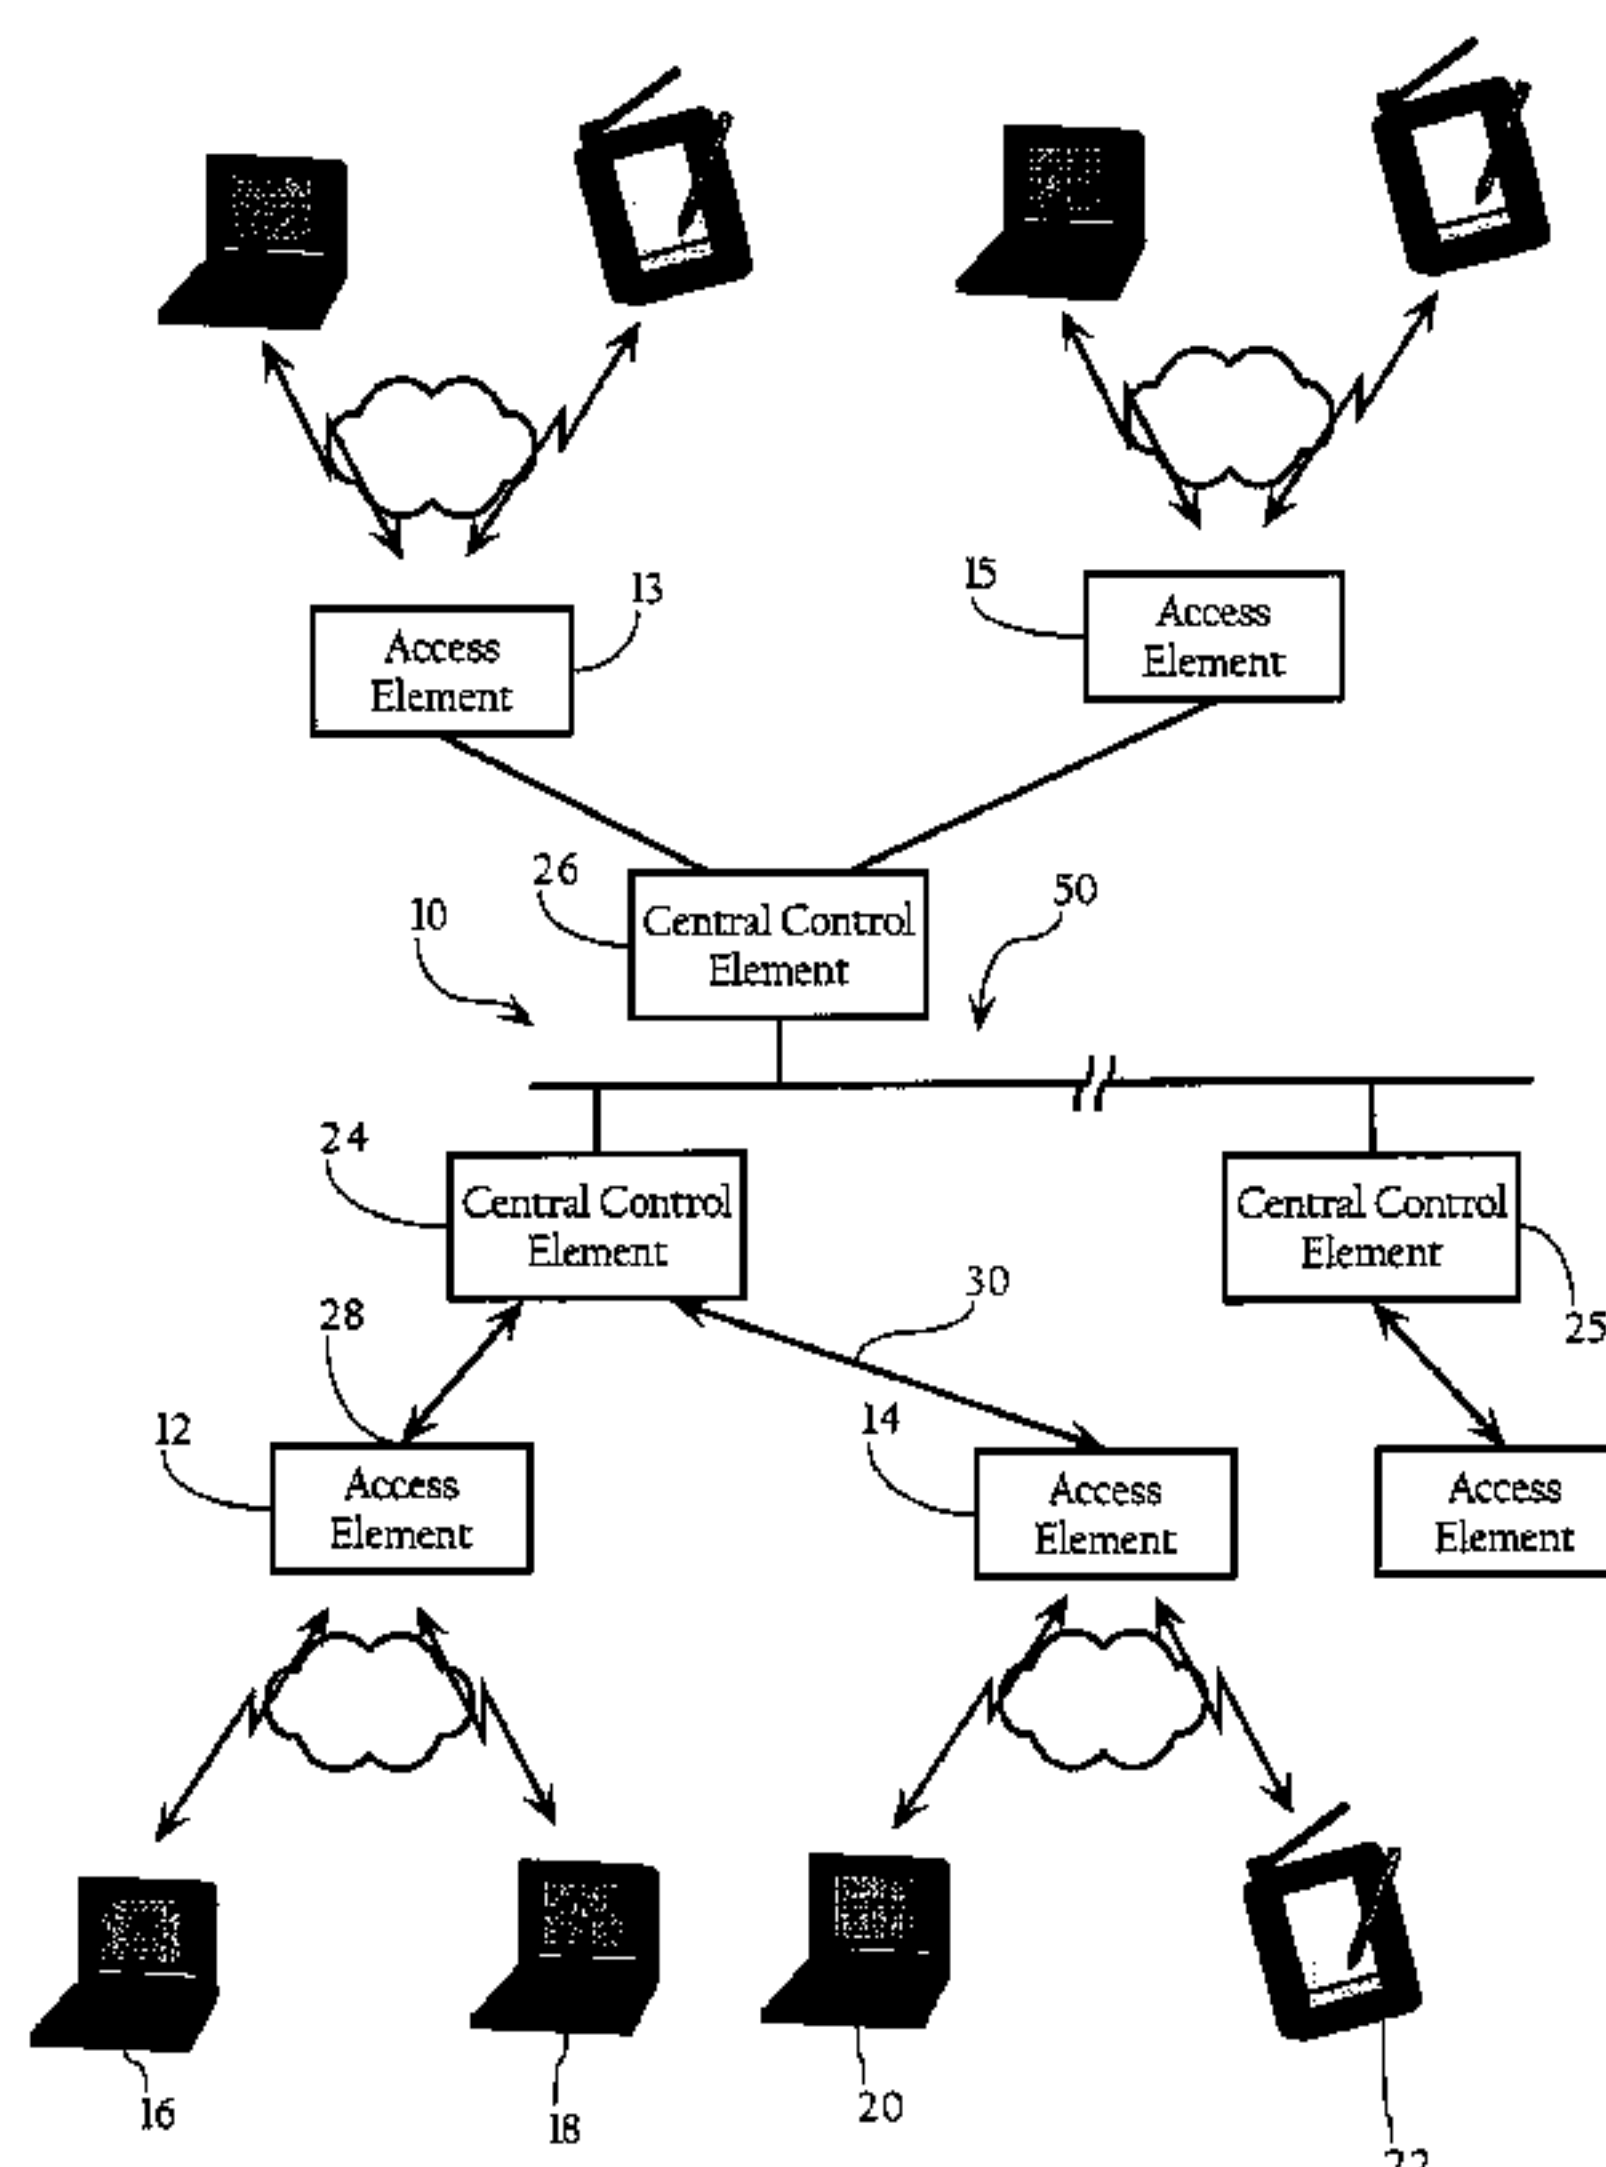 13
15
Access
Element
Access
Element
26
50
10
Central Control
Element
24
Central Control
Element
Central Control
Element
30
28
25
12
14
Access
Element
Access
Element
Access
Element
16
18
20
22